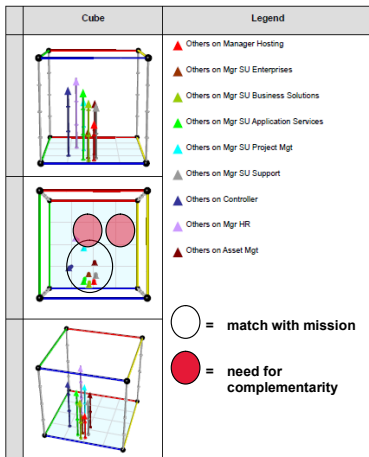 Cube
Legend
Others on Manager Hosting
Others on Mgr SU Enterprises
Others on Mgr SU Business Solutions
Others on Mgr SU Application Services
Others on Mgr SU Project Mgt
Others on Mgr SU Support
Others on Controller
Others on Mgr HR
Others on Asset Mgt
= match with mission
= need for
complementarity